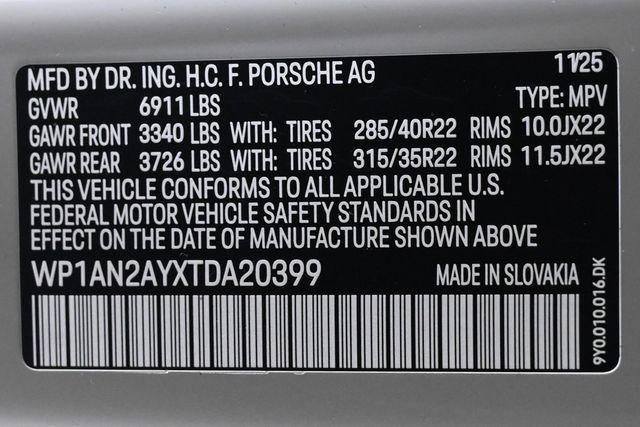 MFD BY DR. ING. H.C. F. PORSCHE AG 11/25
GVWR 6911 LBS TYPE: MPV
GAWR FRONT 3340 LBS WITH: TIRES 285/40R22 RIMS 10.0JX22
GAWR REAR 3726 LBS WITH: TIRES 315/35R22 RIMS 11.5JX22
THIS VEHICLE CONFORMS TO ALL APPLICABLE U.S.
FEDERAL MOTOR VEHICLE SAFETY STANDARDS IN
EFFECT ON THE DATE OF MANUFACTURE SHOWN ABOVE
WP1AN2AYXTDA20399 MADE IN SLOVAKIA
9Y0.010.016.DK